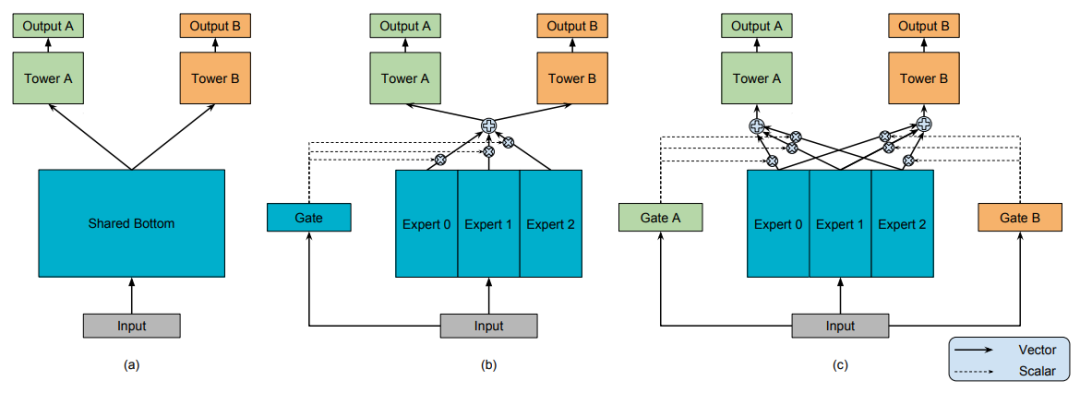 Output A
Output B
Tower A
Tower B
Shared Bottom
Input
(a)
Output A
Output B
Tower A
Tower B
Gate
Expert 0
Expert 1
Expert 2
Input
(b)
Output A
Output B
Tower A
Tower B
Gate A
Expert 0
Expert 1
Expert 2
Gate B
Input
(c)
Vector
Scalar